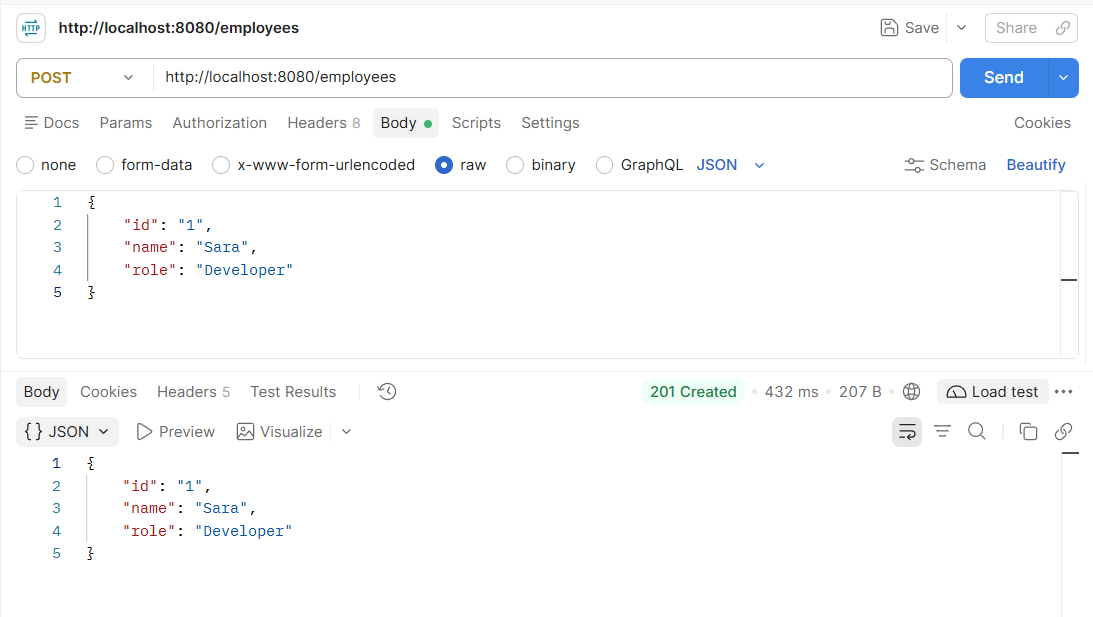 HTTP http://localhost:8080/employees Save Share
POST http://localhost:8080/employees Send
Docs Params Authorization Headers 8 Body Scripts Settings Cookies
none form-data x-www-form-urlencoded raw binary GraphQL JSON Schema Beautify
1 {
2 "id": "1",
3 "name": "Sara",
4 "role": "Developer"
5 }
Body Cookies Headers 5 Test Results 201 Created 432 ms 207 B Load test
{} JSON Preview Visualize
1 {
2 "id": "1",
3 "name": "Sara",
4 "role": "Developer"
5 }